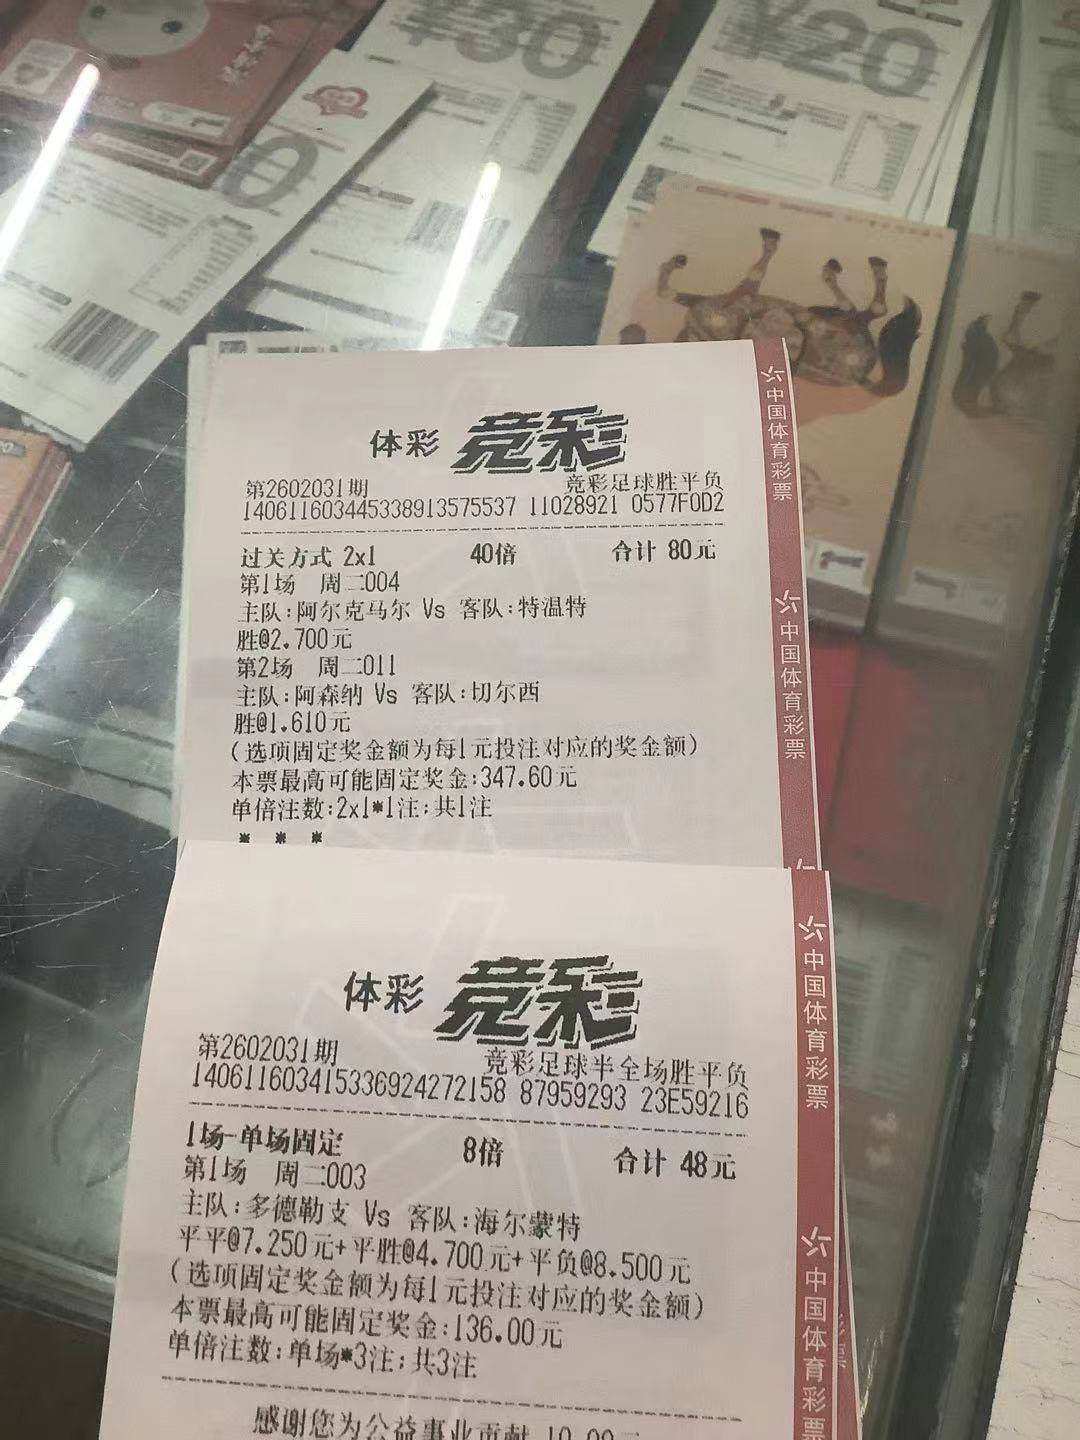 ¥30
¥20
0
体彩 竞彩
第2602031期 竞彩足球胜平负
140611603445338913575537 11028921 0577F0D2
过关方式 2x1 40倍 合计 80元
第1场 周二004
主队:阿尔克马尔 Vs 客队:特温特
胜@2.700元
第2场 周二011
主队:阿森纳 Vs 客队:切尔西
胜@1.610元
(选项固定奖金额为每1元投注对应的奖金额)
本票最高可能固定奖金:347.60元
单倍注数:2x1*1注;共1注
* * *
中国体育彩票
中国体育彩票
体彩 竞彩
第2602031期 竞彩足球半全场胜平负
140611603415336924272158 87959293 23E59216
1场-单场固定 8倍 合计 48元
第1场 周二003
主队:多德勒支 Vs 客队:海尔蒙特
平平@7.250元+平胜@4.700元+平负@8.500元
(选项固定奖金额为每1元投注对应的奖金额)
本票最高可能固定奖金:136.00元
单倍注数:单场*3注;共3注
感谢您为公益事业贡献 10.00元
中国体育彩票
中国体育彩票